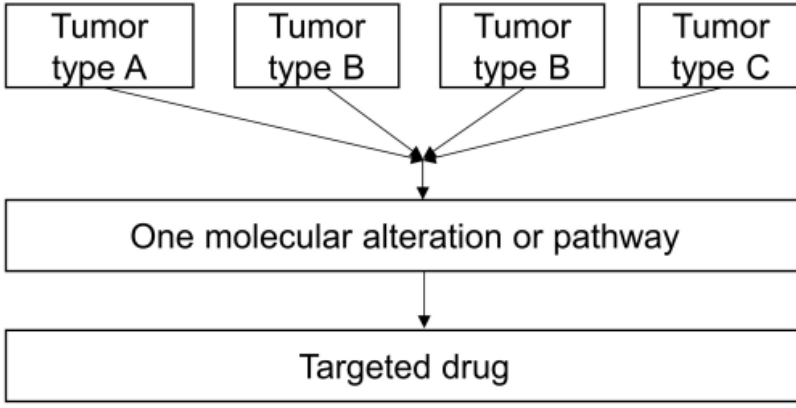 Tumor
type A
Tumor
type B
Tumor
type B
Tumor
type C
One molecular alteration or pathway
Targeted drug